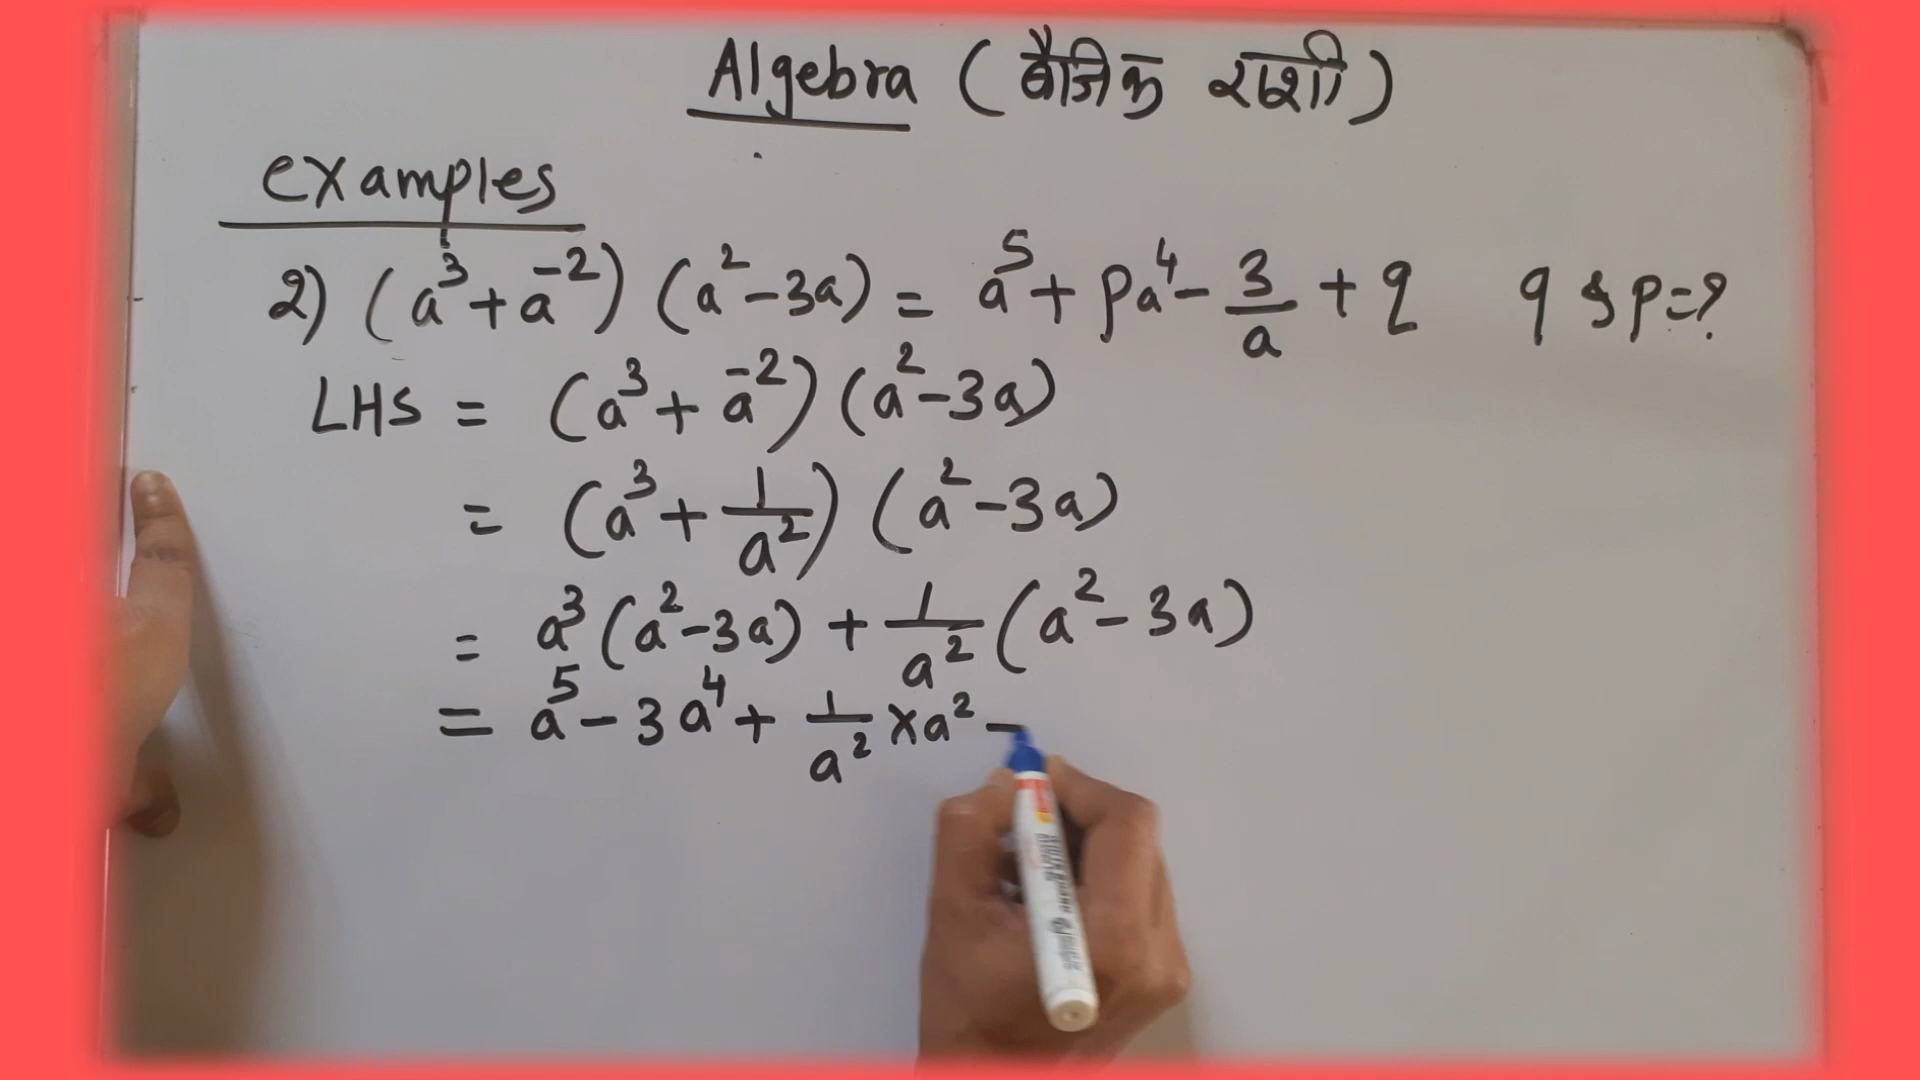 Algebra (बैजिक राशी)
examples
2) (a³+a⁻²) (a²-3a) = a⁵ + pa⁴ - 3/a + q q & p=?
LHS = (a³ + a⁻²) (a²-3a)
= (a³ + 1/a²) (a²-3a)
= a³ (a²-3a) + 1/a² (a²-3a)
= a⁵ - 3a⁴ + 1/a² × a² -